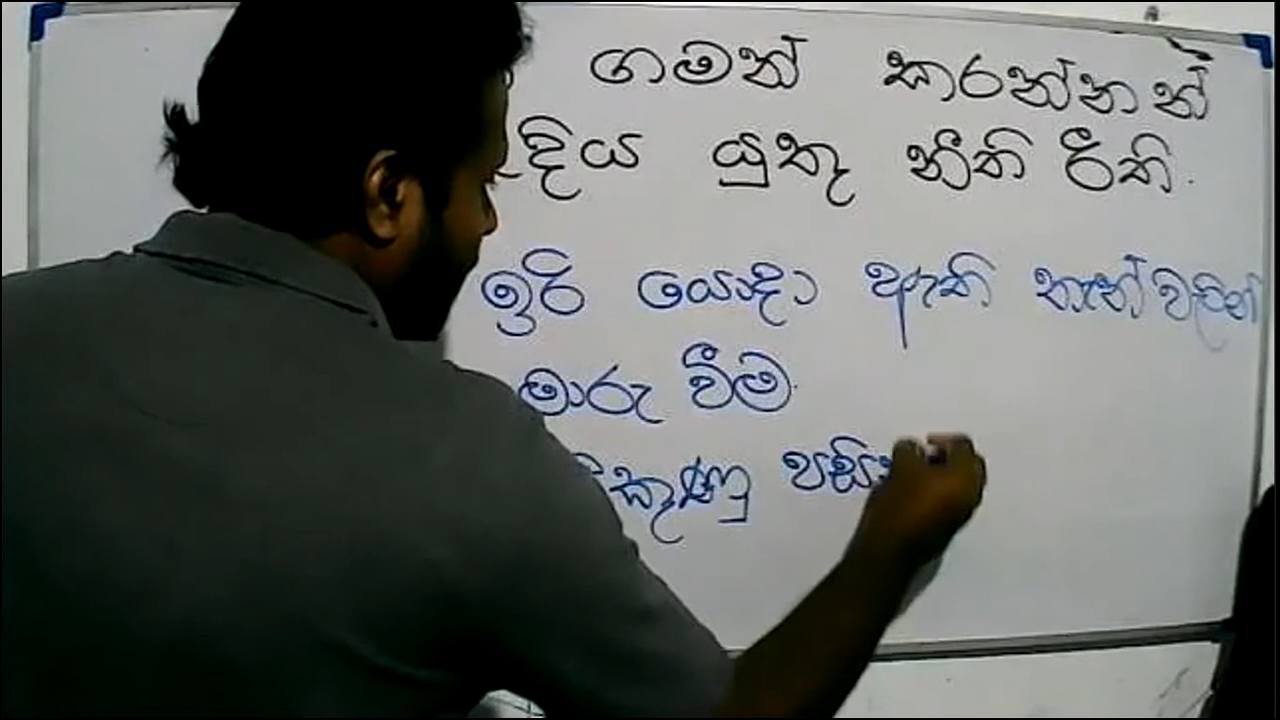 ගමන් කරන්නන්
යුතු නීති රීති.
ඉරි යොදා ඇති තැන් වලින්
මාරු වීම.